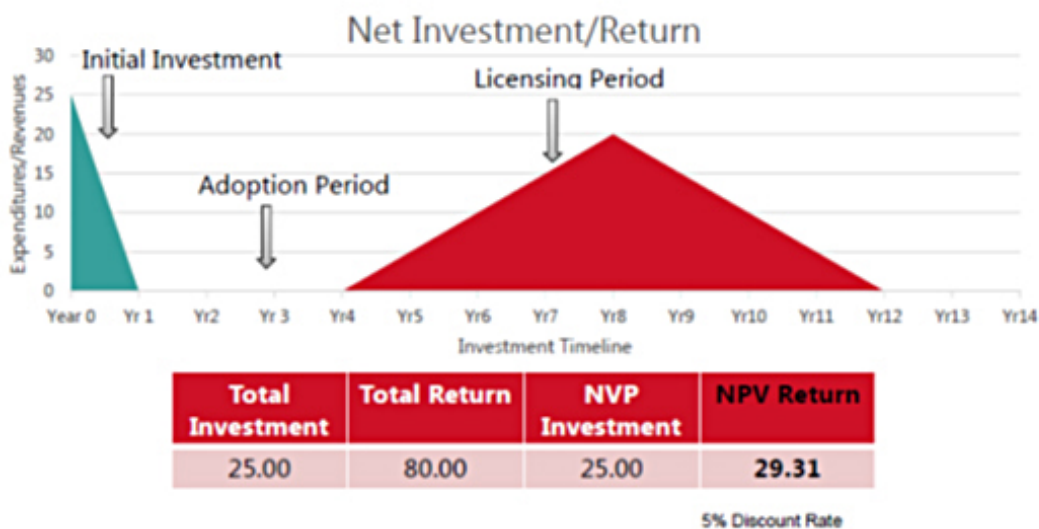 Net Investment/Return
Expenditures/Revenues
30
25
20
15
10
5
0
Initial Investment
Licensing Period
Adoption Period
Year 0 Yr 1 Yr2 Yr 3 Yr4 Yr5 Yr6 Yr7 Yr8 Yr9 Yr10 Yr11 Yr12 Yr13 Yr14
Investment Timeline
Total Investment Total Return NVP Investment NPV Return
25.00 80.00 25.00 29.31
5% Discount Rate